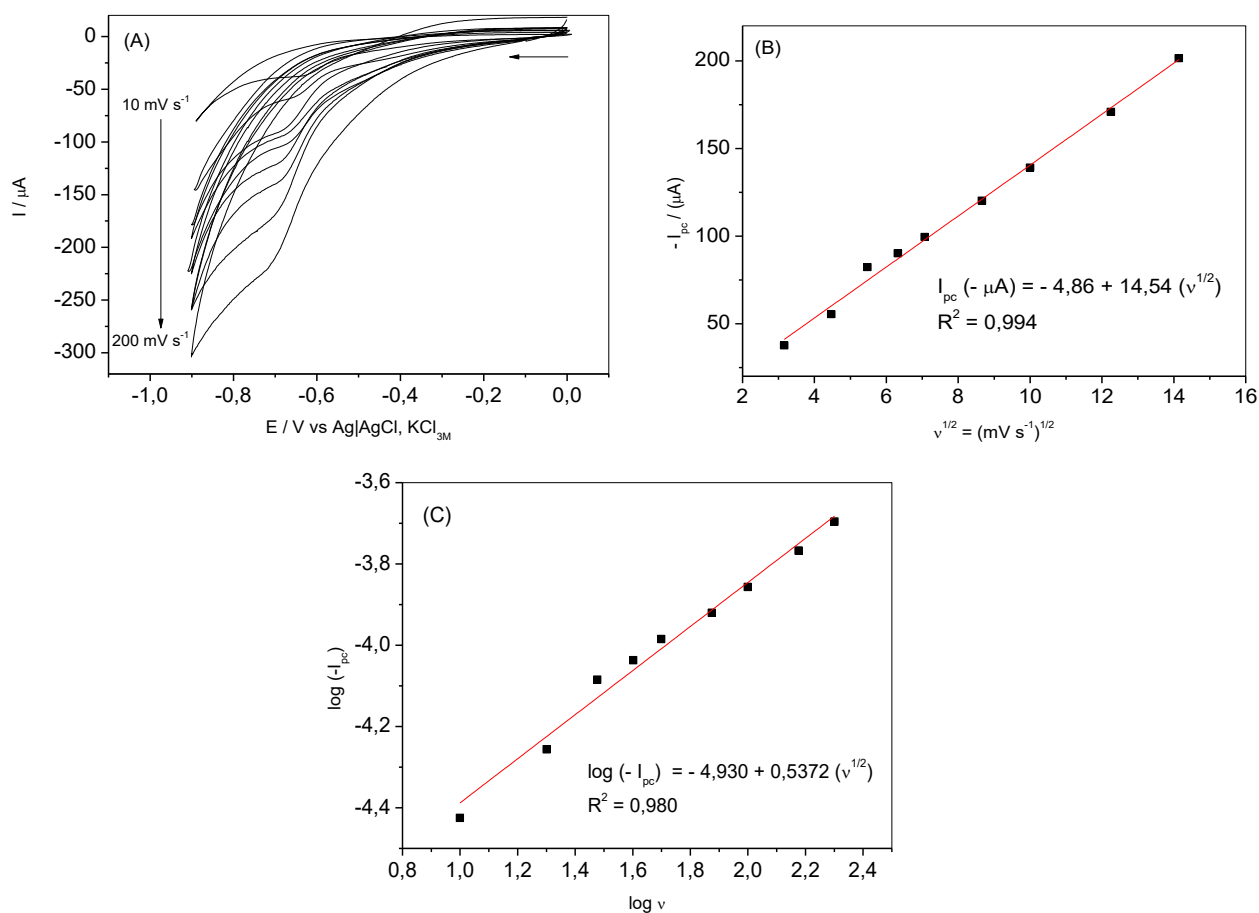 (A)
0
-50
-100
-150
-200
-250
-300
I / μA
10 mV s⁻¹
200 mV s⁻¹
-1,0
-0,8
-0,6
-0,4
-0,2
0,0
E / V vs Ag|AgCl, KCl₃M
(B)
200
150
100
50
- Ipc / (μA)
Ipc (- μA) = - 4,86 + 14,54 (ν1/2)
R² = 0,994
2
4
6
8
10
12
14
16
ν1/2 = (mV s⁻¹)1/2
(C)
-3,6
-3,8
-4,0
-4,2
-4,4
log (-Ipc)
log (- Ipc) = - 4,930 + 0,5372 (ν1/2)
R² = 0,980
0,8
1,0
1,2
1,4
1,6
1,8
2,0
2,2
2,4
log ν